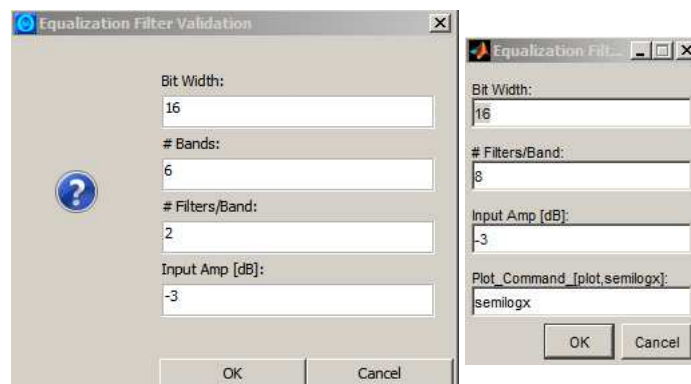 Equalization Filter Validation
Bit Width:
16
# Bands:
6
# Filters/Band:
2
Input Amp [dB]:
-3
OK Cancel
Equalization Filt...
Bit Width:
16
# Filters/Band:
8
Input Amp [dB]:
-3
Plot_Command_[plot,semilogx]:
semilogx
OK Cancel